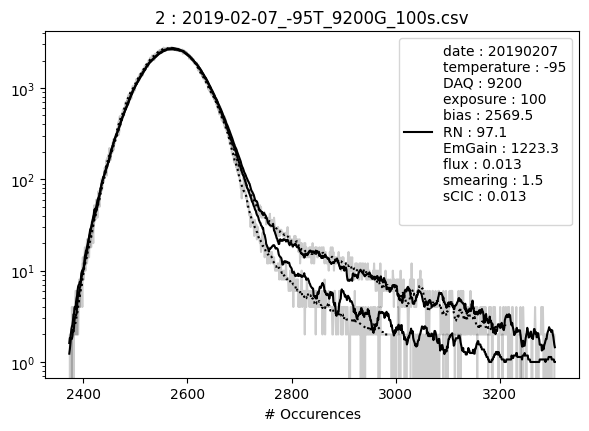 2 : 2019-02-07_-95T_9200G_100s.csv
date : 20190207
temperature : -95
DAQ : 9200
exposure : 100
bias : 2569.5
RN : 97.1
EmGain : 1223.3
flux : 0.013
smearing : 1.5
sCIC : 0.013
10³
10²
10¹
10⁰
2400 2600 2800 3000 3200
# Occurences